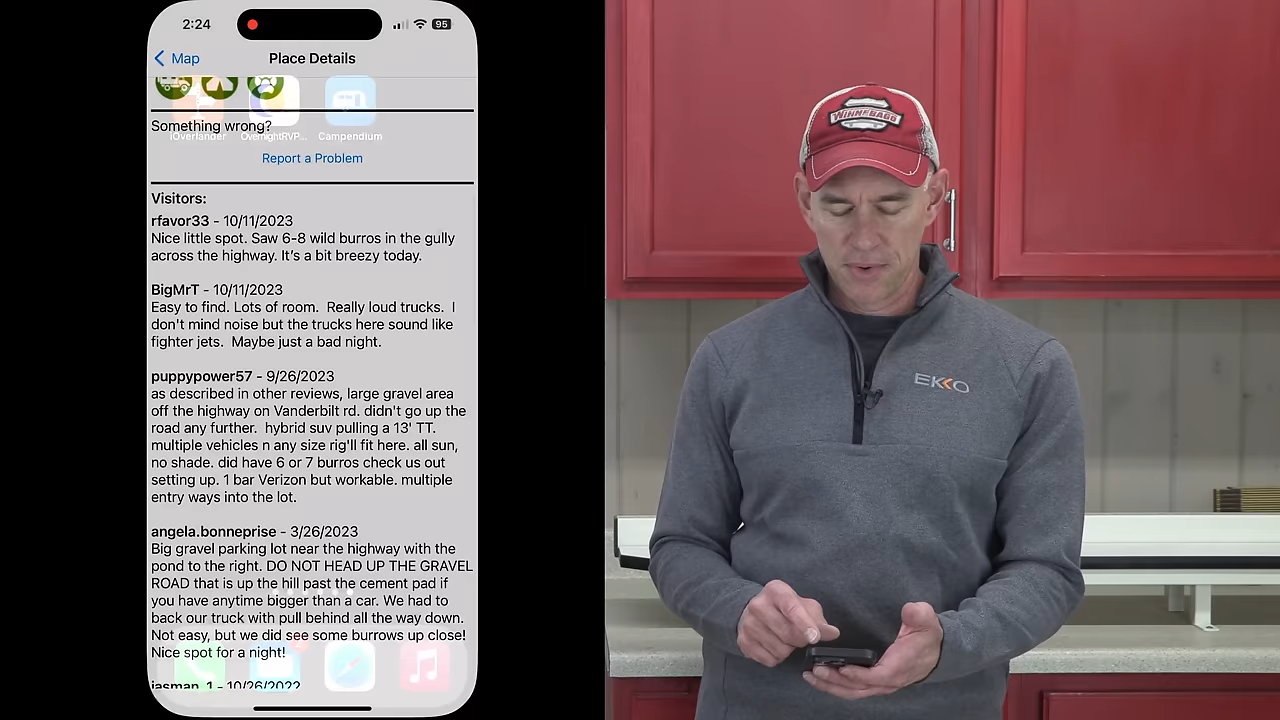 2:24
95
Map
Place Details
iOverlander
OvernightRVP...
Campendium
Something wrong?
Report a Problem
Visitors:
rfavor33 - 10/11/2023
Nice little spot. Saw 6-8 wild burros in the gully
across the highway. It's a bit breezy today.
BigMrT - 10/11/2023
Easy to find. Lots of room. Really loud trucks. I
don't mind noise but the trucks here sound like
fighter jets. Maybe just a bad night.
puppypower57 - 9/26/2023
as described in other reviews, large gravel area
off the highway on Vanderbilt rd. didn't go up the
road any further. hybrid suv pulling a 13' TT.
multiple vehicles n any size rig'll fit here. all sun,
no shade. did have 6 or 7 burros check us out
setting up. 1 bar Verizon but workable. multiple
entry ways into the lot.
angela.bonneprise - 3/26/2023
Big gravel parking lot near the highway with the
pond to the right. DO NOT HEAD UP THE GRAVEL
ROAD that is up the hill past the cement pad if
you have anytime bigger than a car. We had to
back our truck with pull behind all the way down.
Not easy, but we did see some burrows up close!
Nice spot for a night!
jasman_1 - 10/26/2022
WINNEBAGO
EKKO